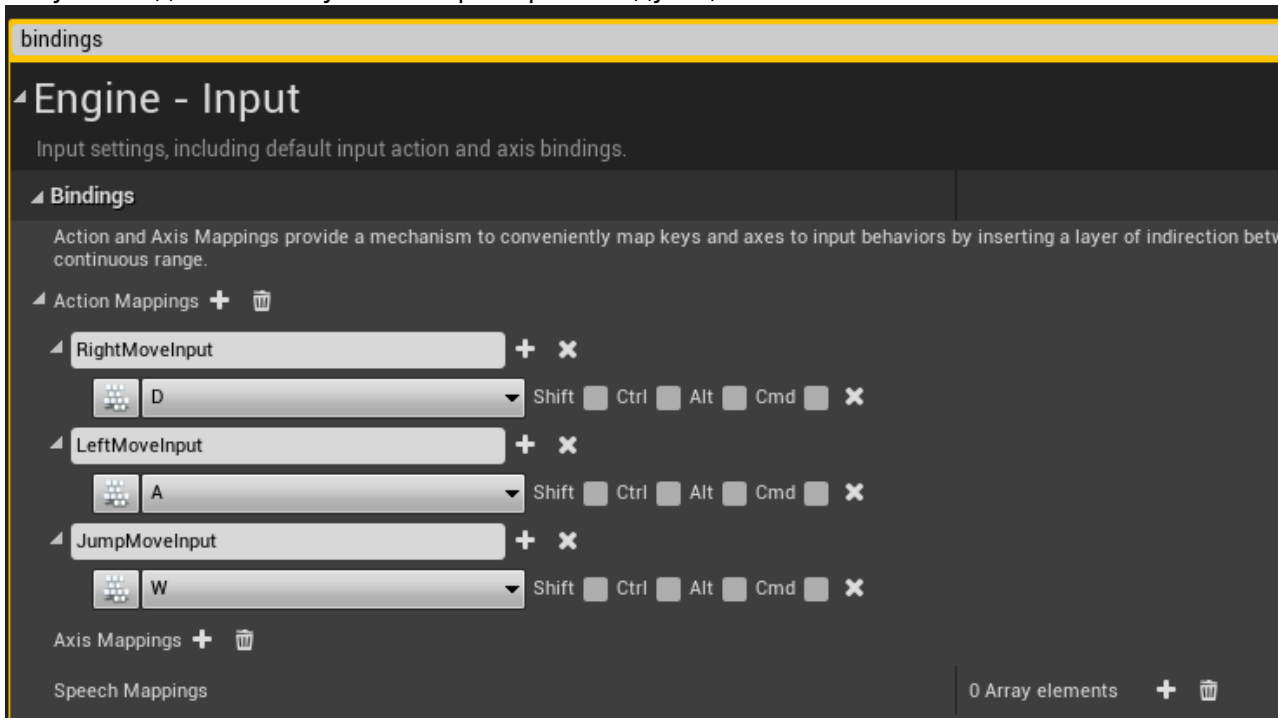 bindings
Engine - Input
Input settings, including default input action and axis bindings.
Bindings
Action and Axis Mappings provide a mechanism to conveniently map keys and axes to input behaviors by inserting a layer of indirection
continuous range.
Action Mappings
RightMoveInput
D Shift Ctrl Alt Cmd
LeftMoveInput
A Shift Ctrl Alt Cmd
JumpMoveInput
W Shift Ctrl Alt Cmd
Axis Mappings
Speech Mappings 0 Array elements